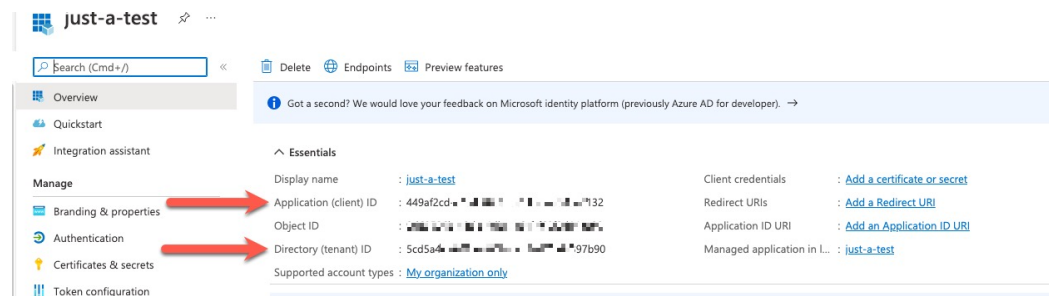 just-a-test
Search (Cmd+/)
Delete Endpoints Preview features
Got a second? We would love your feedback on Microsoft identity platform (previously Azure AD for developer). →
Overview
Quickstart
Integration assistant
Manage
Branding & properties
Authentication
Certificates & secrets
Token configuration
Essentials
Display name : just-a-test
Application (client) ID : 449af2cd- 132
Object ID :
Directory (tenant) ID : 5cd5a4 97b90
Supported account types : My organization only
Client credentials : Add a certificate or secret
Redirect URIs : Add a Redirect URI
Application ID URI : Add an Application ID URI
Managed application in l... : just-a-test